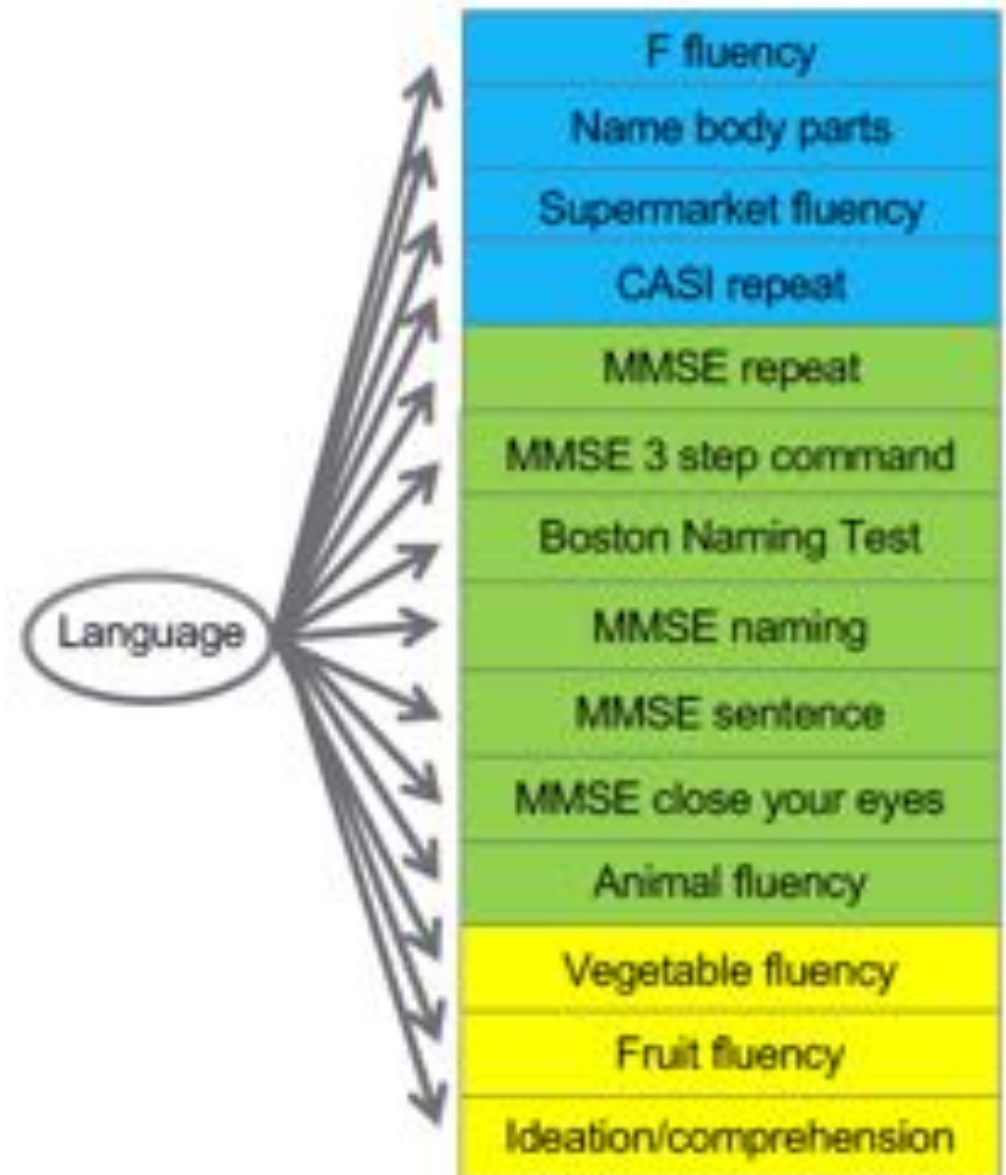 F fluency
Name body parts
Supermarket fluency
CASI repeat
MMSE repeat
MMSE 3 step command
Boston Naming Test
Language
MMSE naming
MMSE sentence
MMSE close your eyes
Animal fluency
Vegetable fluency
Fruit fluency
Ideation/comprehension